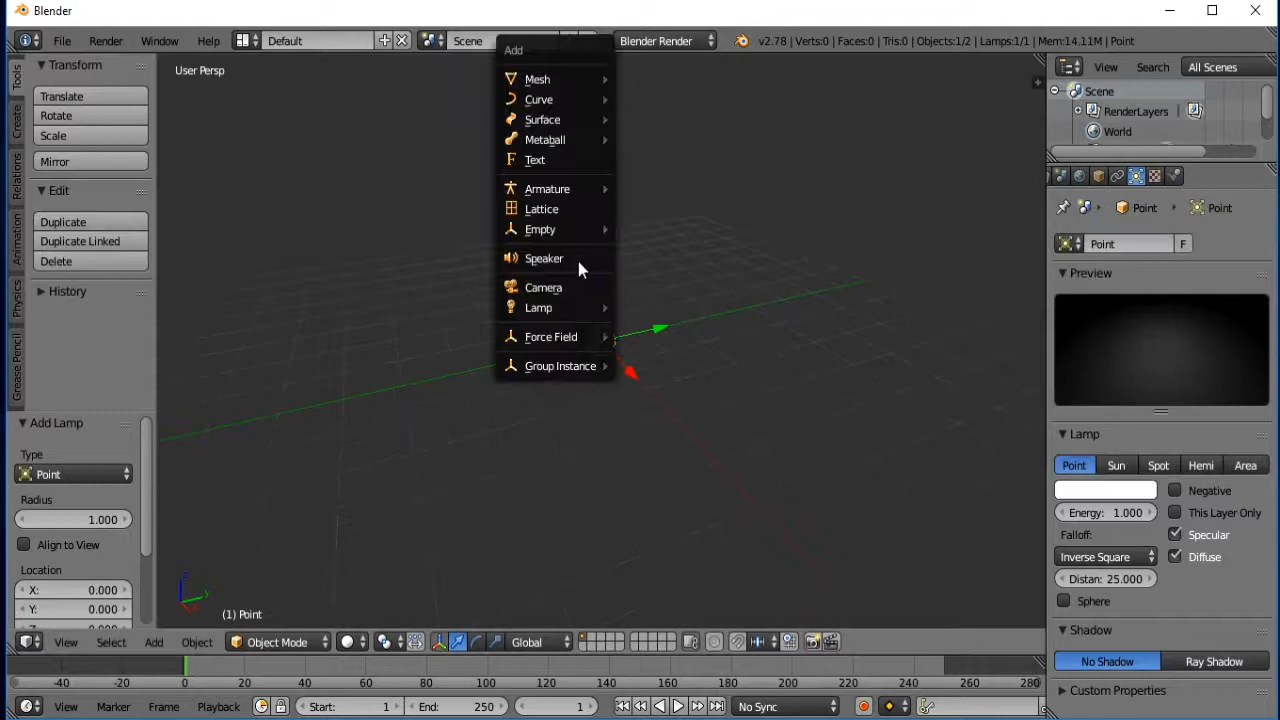 Blender
File Render Window Help Default Scene Blender Render v2.78 | Verts:0 | Faces:0 | Tris:0 | Objects:1/2 | Lamps:1/1 | Mem:14.11M | Point
Tools
Create
Relations
Animation
Physics
Grease Pencil
Transform
Translate
Rotate
Scale
Mirror
Edit
Duplicate
Duplicate Linked
Delete
History
Add Lamp
Type
Point
Radius
1.000
Align to View
Location
X: 0.000
Y: 0.000
User Persp
Add
Mesh
Curve
Surface
Metaball
Text
Armature
Lattice
Empty
Speaker
Camera
Lamp
Force Field
Group Instance
(1) Point
View Search All Scenes
Scene
RenderLayers
World
Point Point
Point F
Preview
Lamp
Point Sun Spot Hemi Area
Negative
Energy: 1.000 This Layer Only
Falloff: Specular
Inverse Square Diffuse
Distan: 25.000
Sphere
Shadow
No Shadow Ray Shadow
Custom Properties
View Select Add Object Object Mode Global
-40 -20 0 20 40 60 80 100 120 140 160 180 200 220 240 260 280
View Marker Frame Playback Start: 1 End: 250 1 No Sync